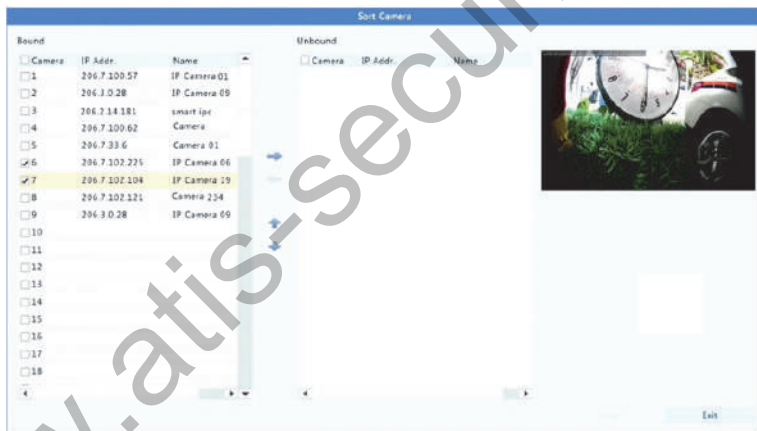 Sort Camera
Bound
Unbound
Camera IP Addr. Name
Camera IP Addr. Name
1 206.7.100.57 IP Camera 01
2 206.3.0.28 IP Camera 09
3 206.2.14.181 smart ipc
4 206.7.100.62 Camera
5 206.7.33.6 Camera 01
6 206.7.102.225 IP Camera 06
7 206.7.102.104 IP Camera 19
8 206.7.102.121 Camera 234
9 206.3.0.28 IP Camera 09
10
11
12
13
14
15
16
17
18
Exit
www.atis-secur